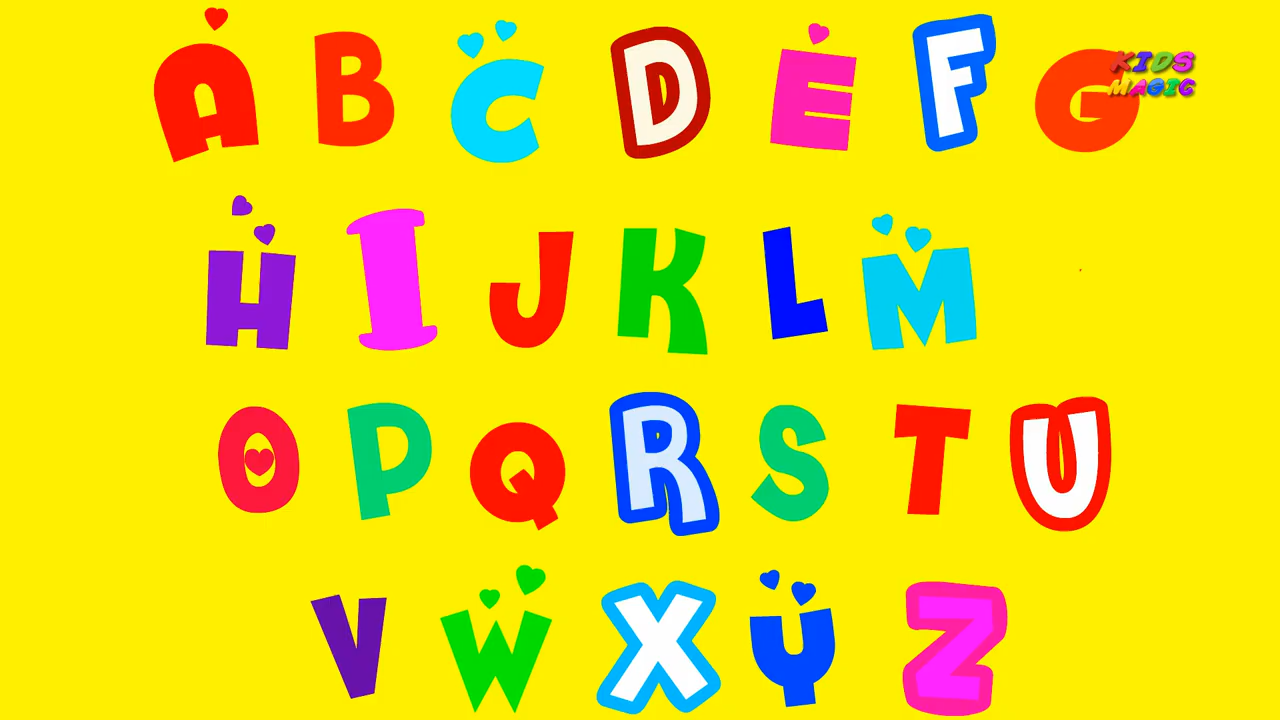 A B C D E F G
KIDS
MAGIC
H I J K L M
O P Q R S T U
V W X Y Z